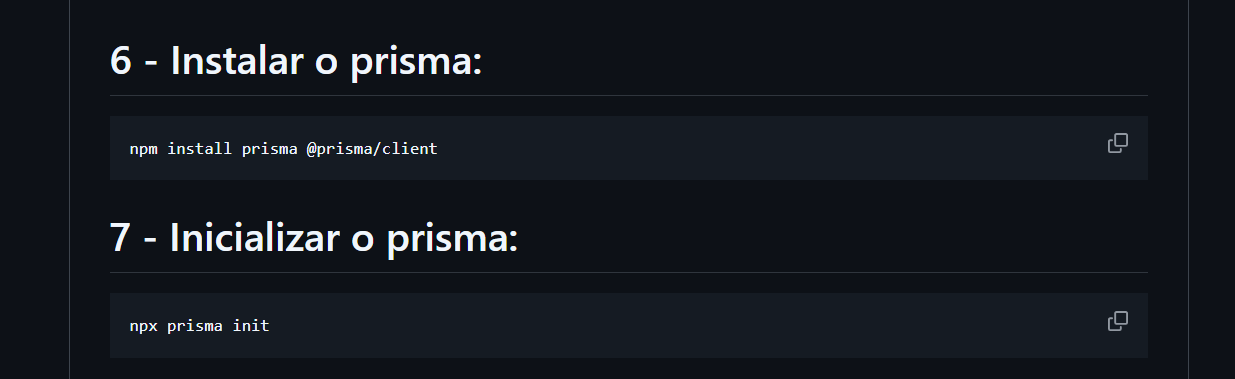 6 - Instalar o prisma:
npm install prisma @prisma/client
7 - Inicializar o prisma:
npx prisma init